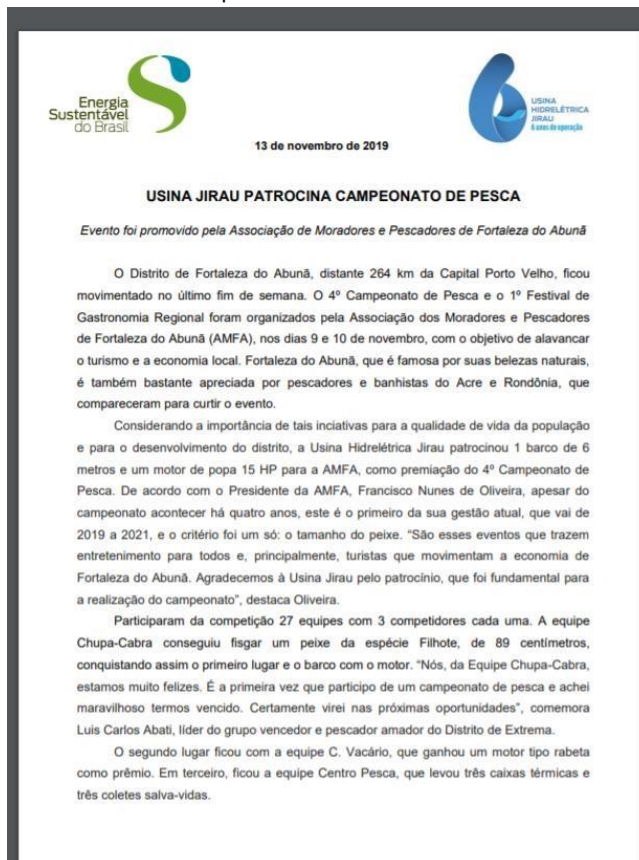 Energia
Sustentável
do Brasil
6
USINA
HIDRELÉTRICA
JIRAU
6 anos de operação
13 de novembro de 2019
USINA JIRAU PATROCINA CAMPEONATO DE PESCA
Evento foi promovido pela Associação de Moradores e Pescadores de Fortaleza do Abunã
O Distrito de Fortaleza do Abunã, distante 264 km da Capital Porto Velho, ficou
movimentado no último fim de semana. O 4º Campeonato de Pesca e o 1º Festival de
Gastronomia Regional foram organizados pela Associação dos Moradores e Pescadores
de Fortaleza do Abunã (AMFA), nos dias 9 e 10 de novembro, com o objetivo de alavancar
o turismo e a economia local. Fortaleza do Abunã, que é famosa por suas belezas naturais,
é também bastante apreciada por pescadores e banhistas do Acre e Rondônia, que
compareceram para curtir o evento.
Considerando a importância de tais inciativas para a qualidade de vida da população
e para o desenvolvimento do distrito, a Usina Hidrelétrica Jirau patrocinou 1 barco de 6
metros e um motor de popa 15 HP para a AMFA, como premiação do 4º Campeonato de
Pesca. De acordo com o Presidente da AMFA, Francisco Nunes de Oliveira, apesar do
campeonato acontecer há quatro anos, este é o primeiro da sua gestão atual, que vai de
2019 a 2021, e o critério foi um só: o tamanho do peixe. “São esses eventos que trazem
entretenimento para todos e, principalmente, turistas que movimentam a economia de
Fortaleza do Abunã. Agradecemos à Usina Jirau pelo patrocínio, que foi fundamental para
a realização do campeonato”, destaca Oliveira.
Participaram da competição 27 equipes com 3 competidores cada uma. A equipe
Chupa-Cabra conseguiu fisgar um peixe da espécie Filhote, de 89 centímetros,
conquistando assim o primeiro lugar e o barco com o motor. “Nós, da Equipe Chupa-Cabra,
estamos muito felizes. É a primeira vez que participo de um campeonato de pesca e achei
maravilhoso termos vencido. Certamente virei nas próximas oportunidades”, comemora
Luis Carlos Abati, líder do grupo vencedor e pescador amador do Distrito de Extrema.
O segundo lugar ficou com a equipe C. Vacário, que ganhou um motor tipo rabeta
como prêmio. Em terceiro, ficou a equipe Centro Pesca, que levou três caixas térmicas e
três coletes salva-vidas.